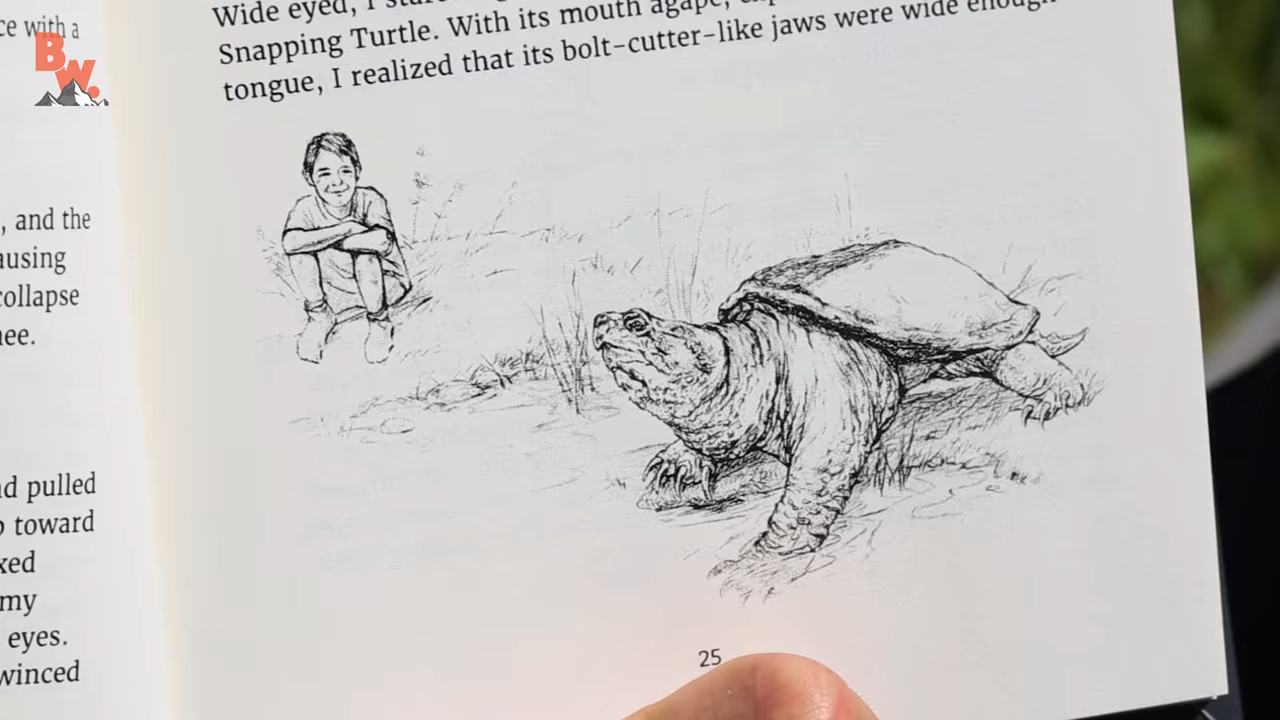 ce with a
, and the
ausing
collapse
nee.
d pulled
toward
xed
my
eyes.
winced
Wide eyed, I
Snapping Turtle. With its mouth agape,
tongue, I realized that its bolt-cutter-like jaws were wide enough
25
BW.